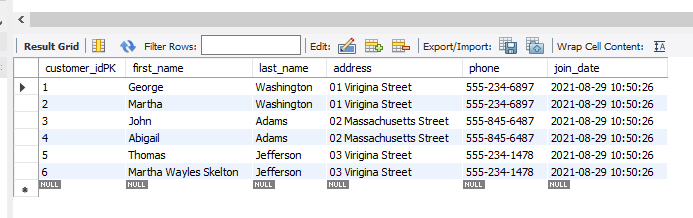 Result Grid Filter Rows: Edit: Export/Import: Wrap Cell Content:
customer_idPK first_name last_name address phone join_date
1 George Washington 01 Virigina Street 555-234-6897 2021-08-29 10:50:26
2 Martha Washington 01 Virigina Street 555-234-6897 2021-08-29 10:50:26
3 John Adams 02 Massachusetts Street 555-845-6487 2021-08-29 10:50:26
4 Abigail Adams 02 Massachusetts Street 555-845-6487 2021-08-29 10:50:26
5 Thomas Jefferson 03 Virigina Street 555-234-1478 2021-08-29 10:50:26
6 Martha Wayles Skelton Jefferson 03 Virigina Street 555-234-1478 2021-08-29 10:50:26
NULL NULL NULL NULL NULL NULL